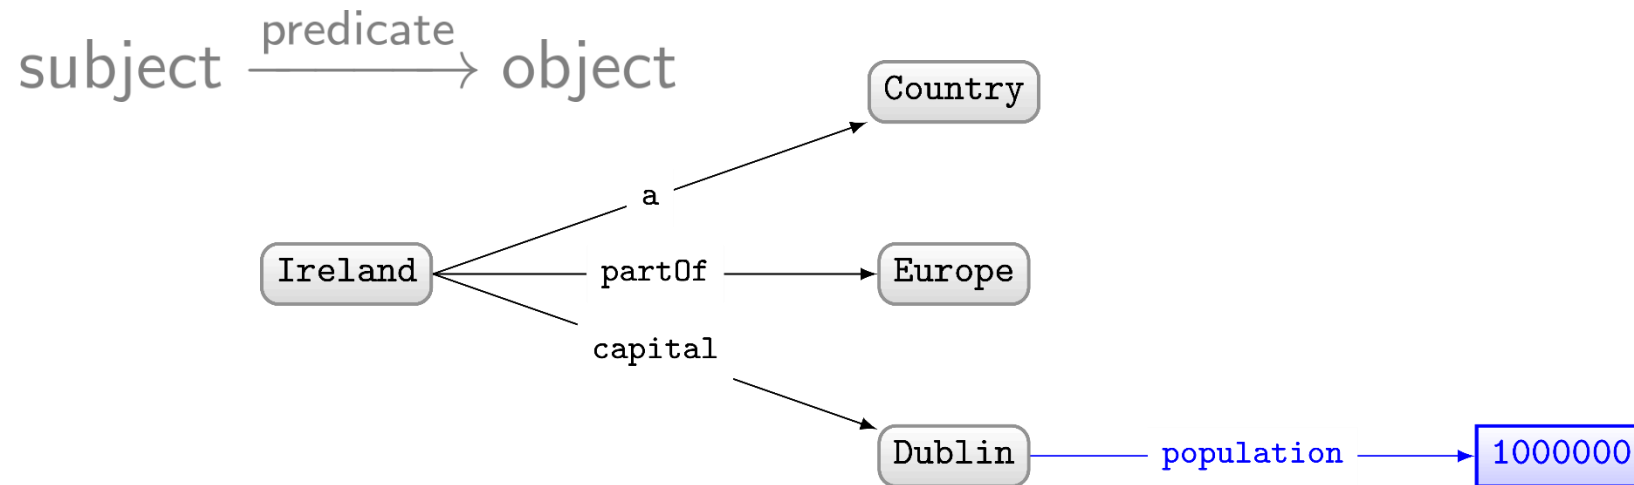 predicate
subject object
Country
a
Ireland partOf Europe
capital
Dublin population 1000000